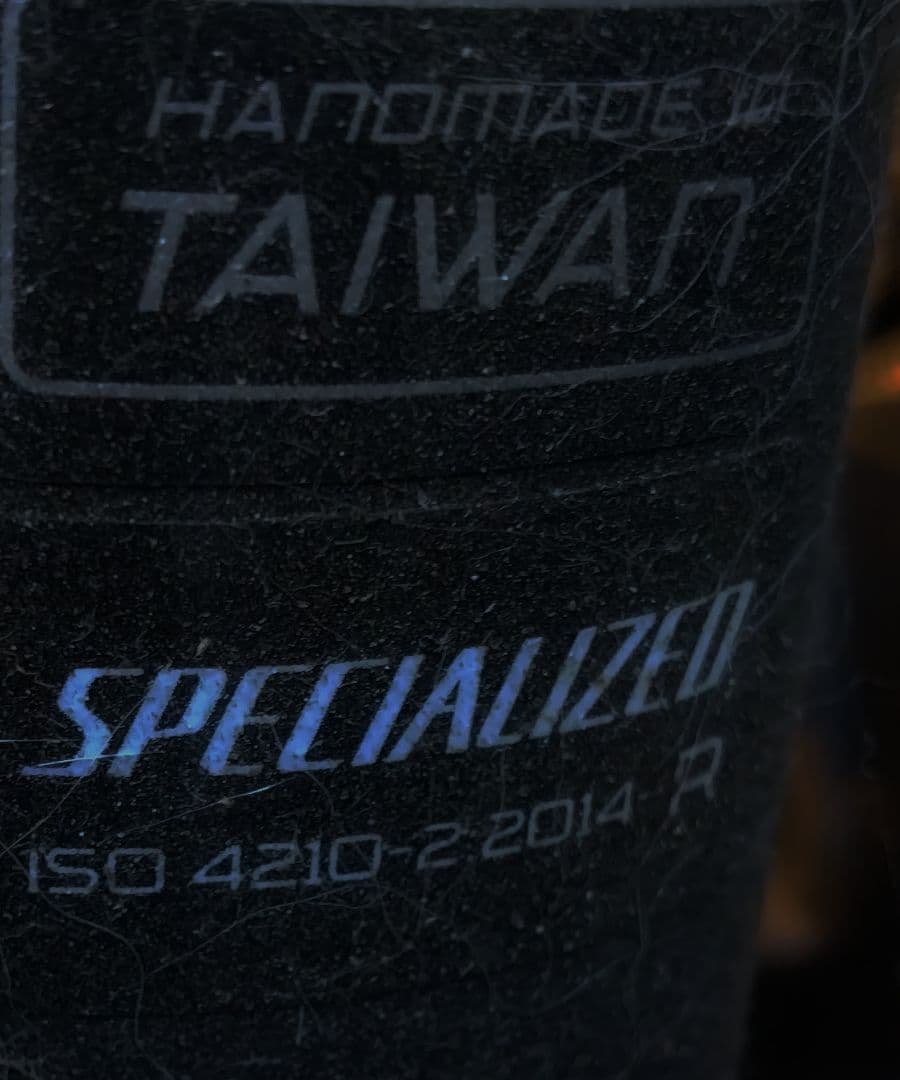 HANDMADE IN
TAIWAN
SPECIALIZED
ISO 4210-2:2014 R